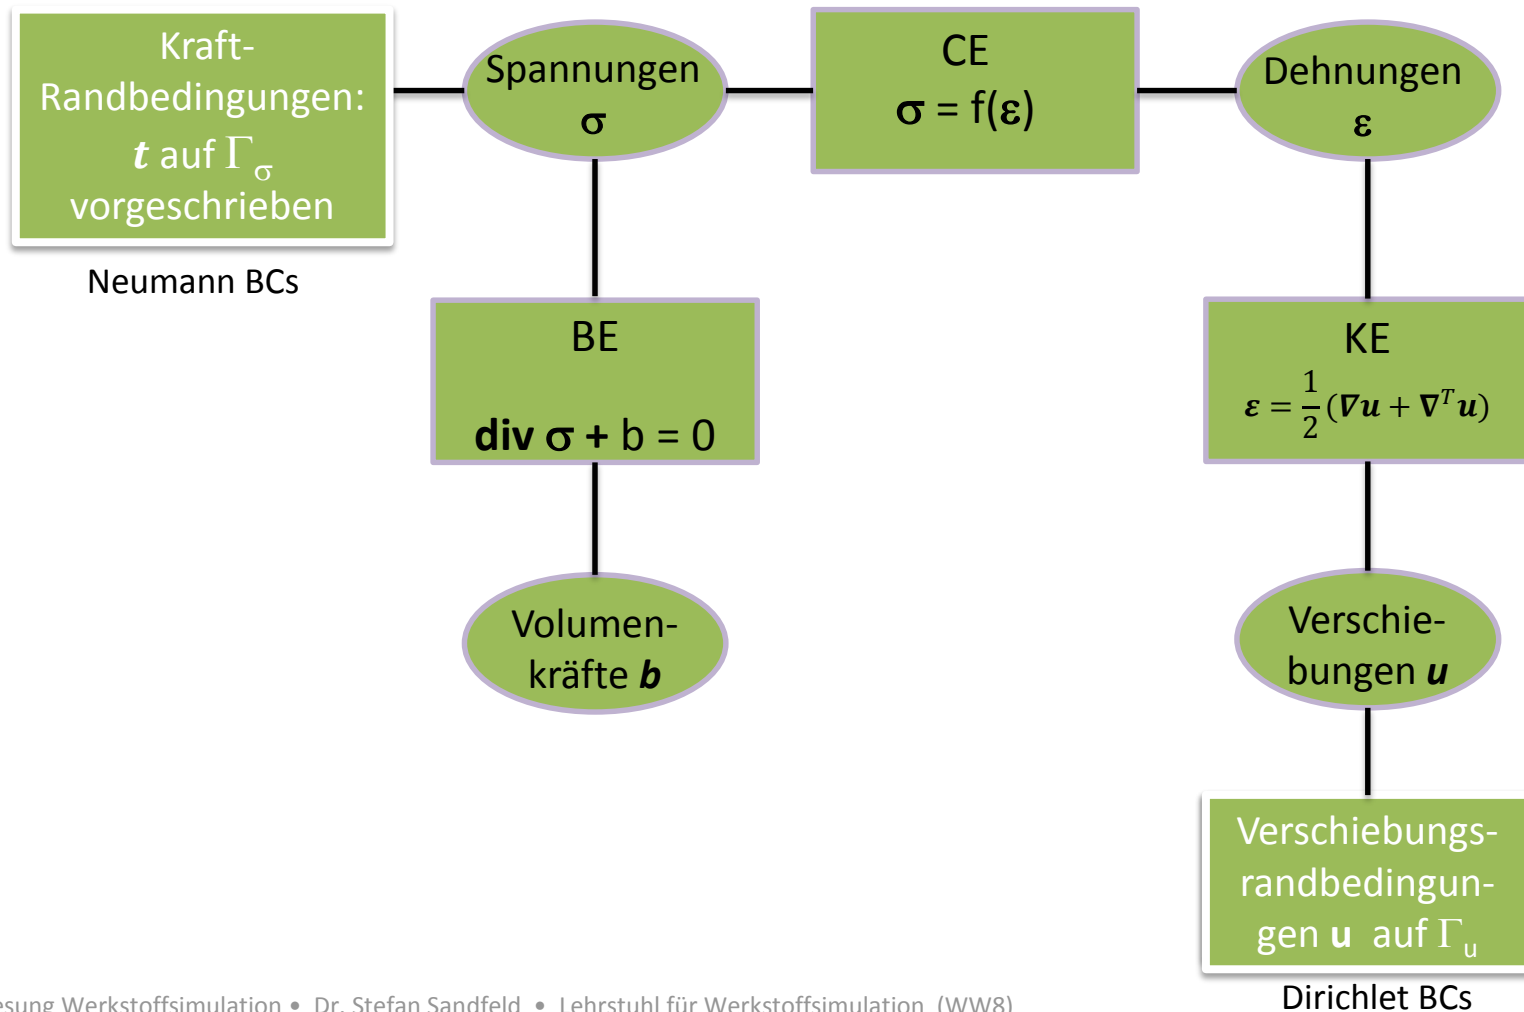 Kraft-
Randbedingungen:
t auf Γσ
vorgeschrieben
Neumann BCs
Spannungen
σ
CE
σ = f(ε)
Dehnungen
ε
BE
div σ + b = 0
KE
ε = 1/2 (∇u + ∇ᵀu)
Volumen-
kräfte b
Verschie-
bungen u
Verschiebungs-
randbedingun-
gen u auf Γu
Dirichlet BCs
esung Werkstoffsimulation • Dr. Stefan Sandfeld • Lehrstuhl für Werkstoffsimulation (WW8)